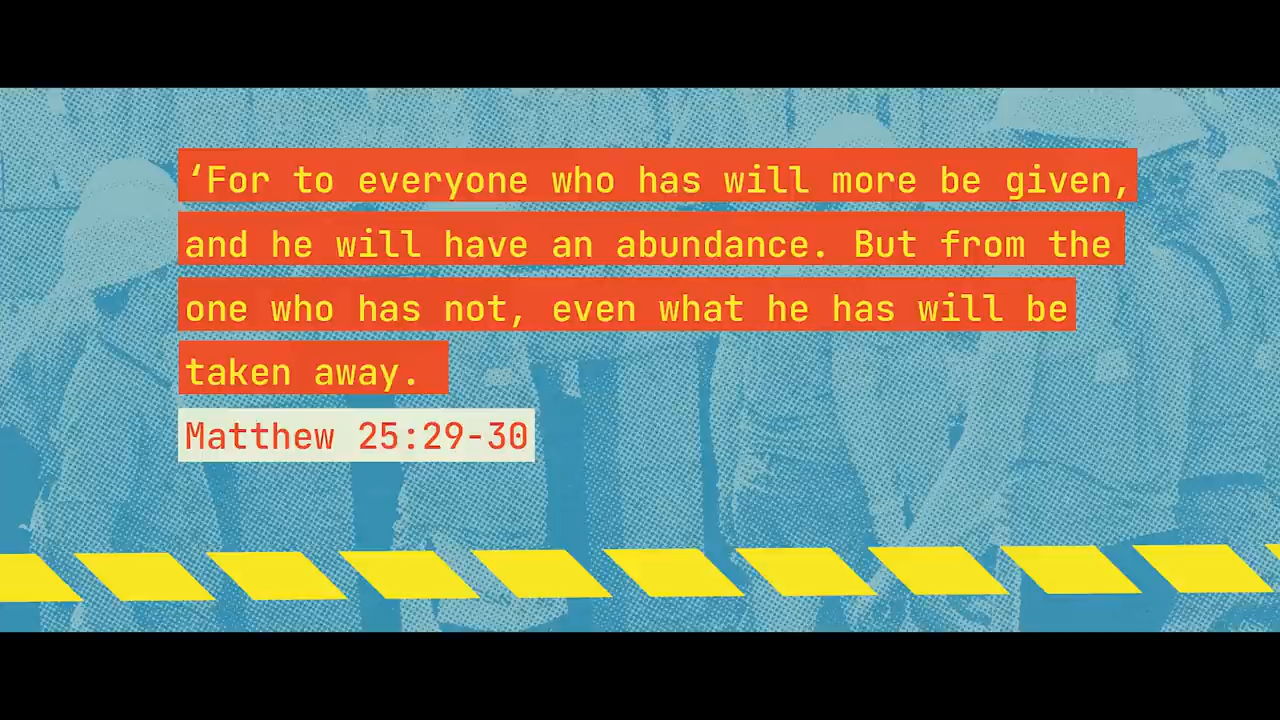 ‘For to everyone who has will more be given,
and he will have an abundance. But from the
one who has not, even what he has will be
taken away.
Matthew 25:29-30